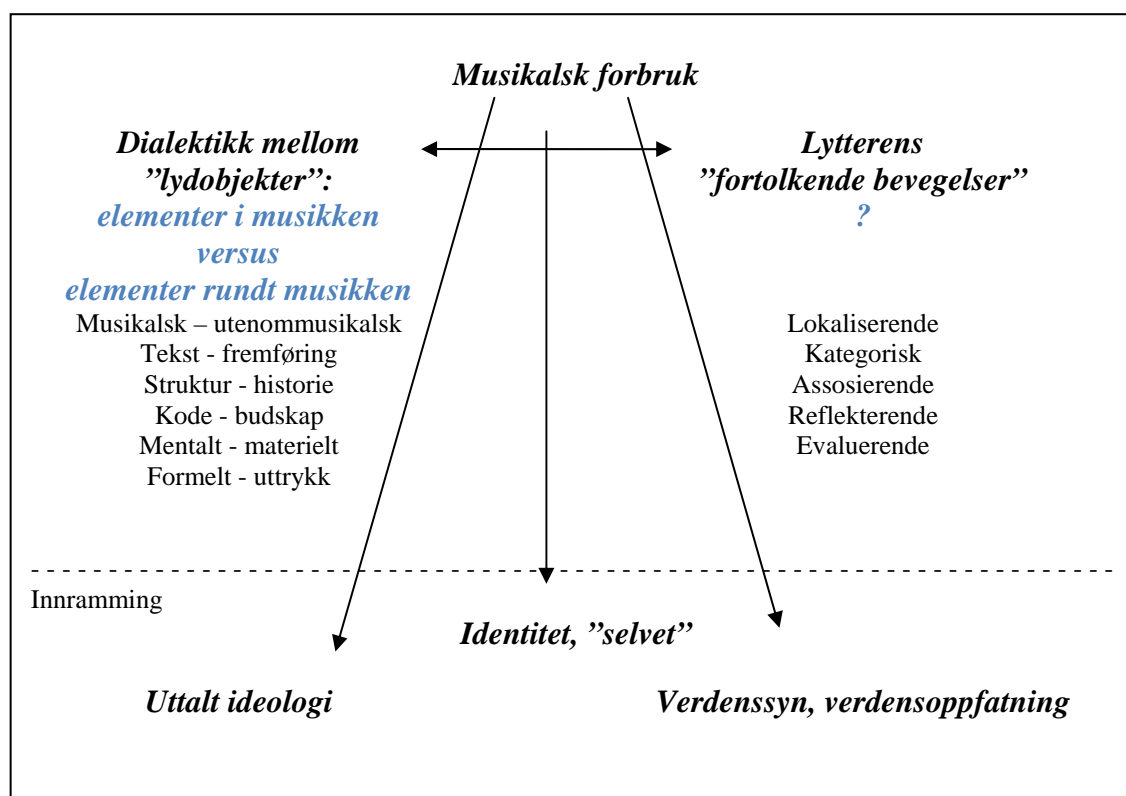 Musikalsk forbruk
Dialektikk mellom
”lydobjekter”:
elementer i musikken
versus
elementer rundt musikken
Musikalsk – utenommusikalsk
Tekst - fremføring
Struktur - historie
Kode - budskap
Mentalt - materielt
Formelt - uttrykk
Lytterens
”fortolkende bevegelser”
?
Lokaliserende
Kategorisk
Assosierende
Reflekterende
Evaluerende
Innramming
Identitet, ”selvet”
Uttalt ideologi
Verdenssyn, verdensoppfatning